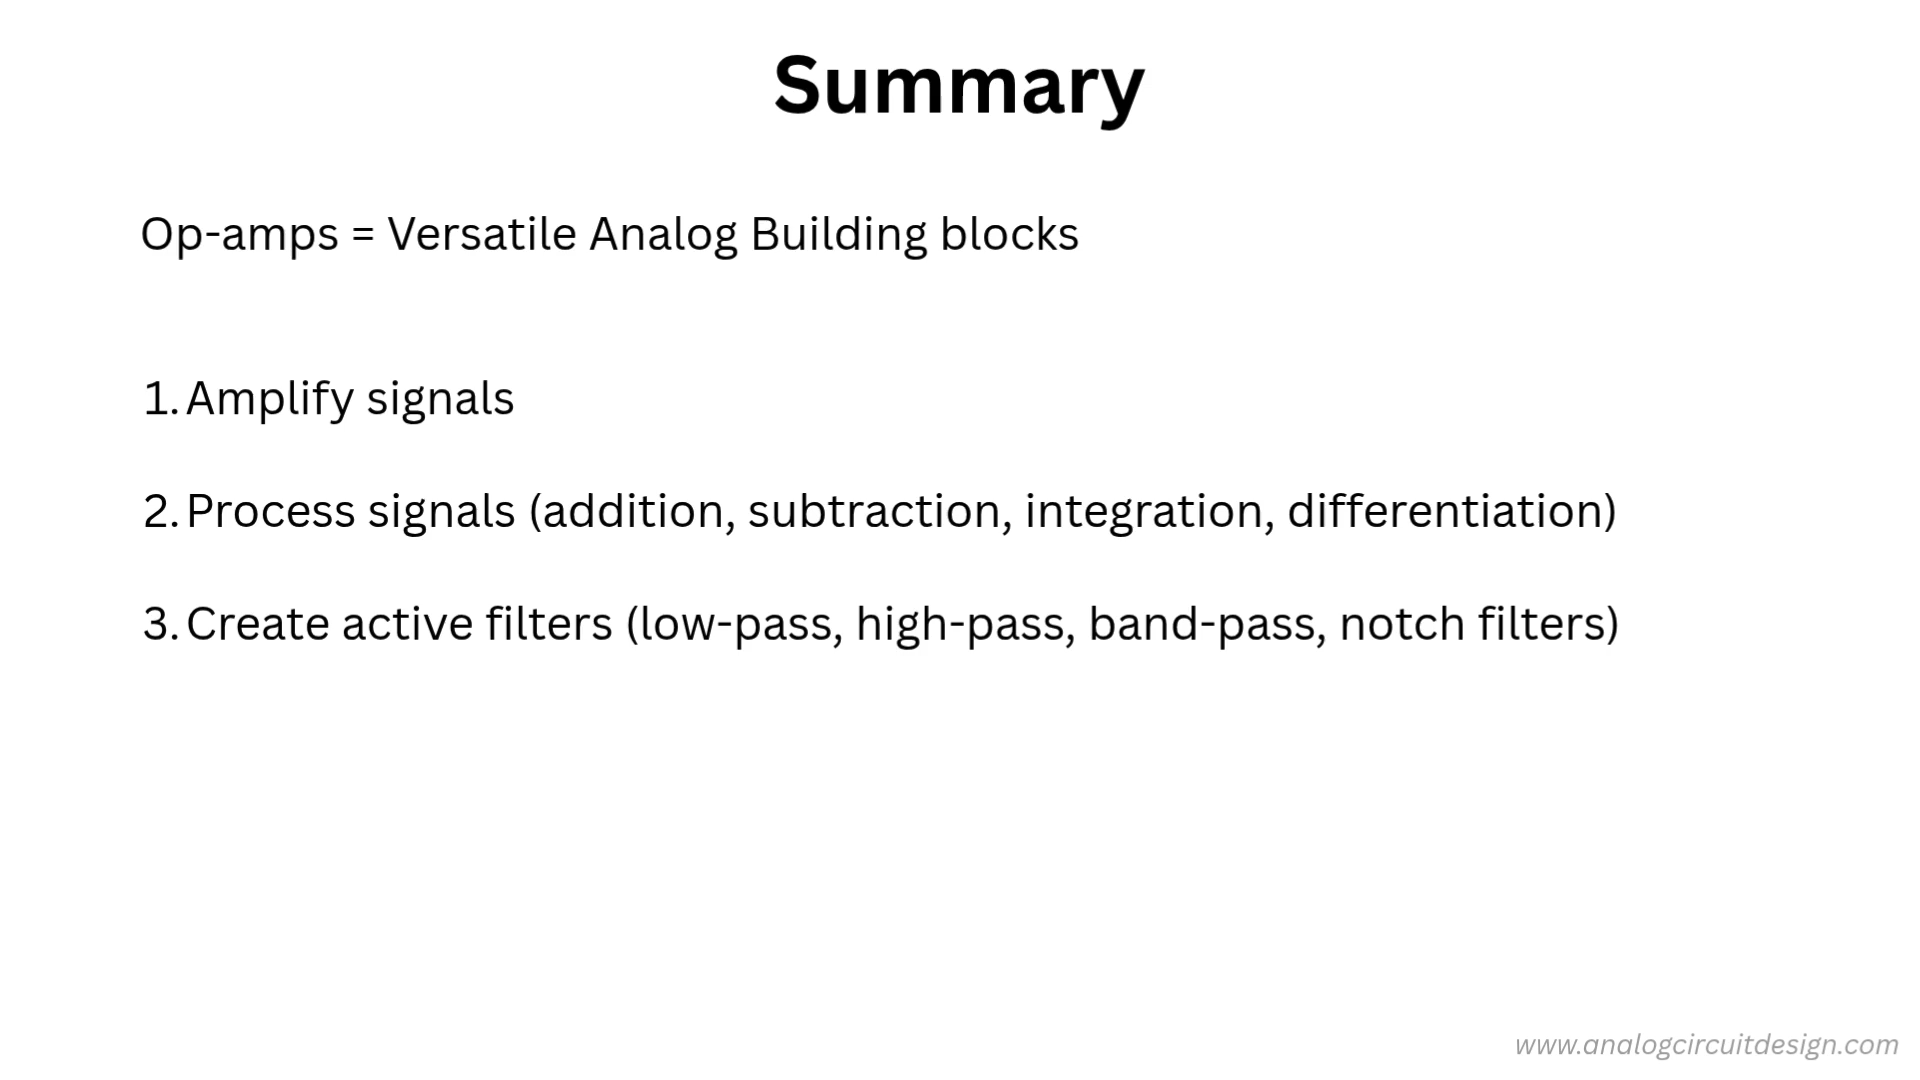 Summary
Op-amps = Versatile Analog Building blocks
1. Amplify signals
2. Process signals (addition, subtraction, integration, differentiation)
3. Create active filters (low-pass, high-pass, band-pass, notch filters)
www.analogcircuitdesign.com